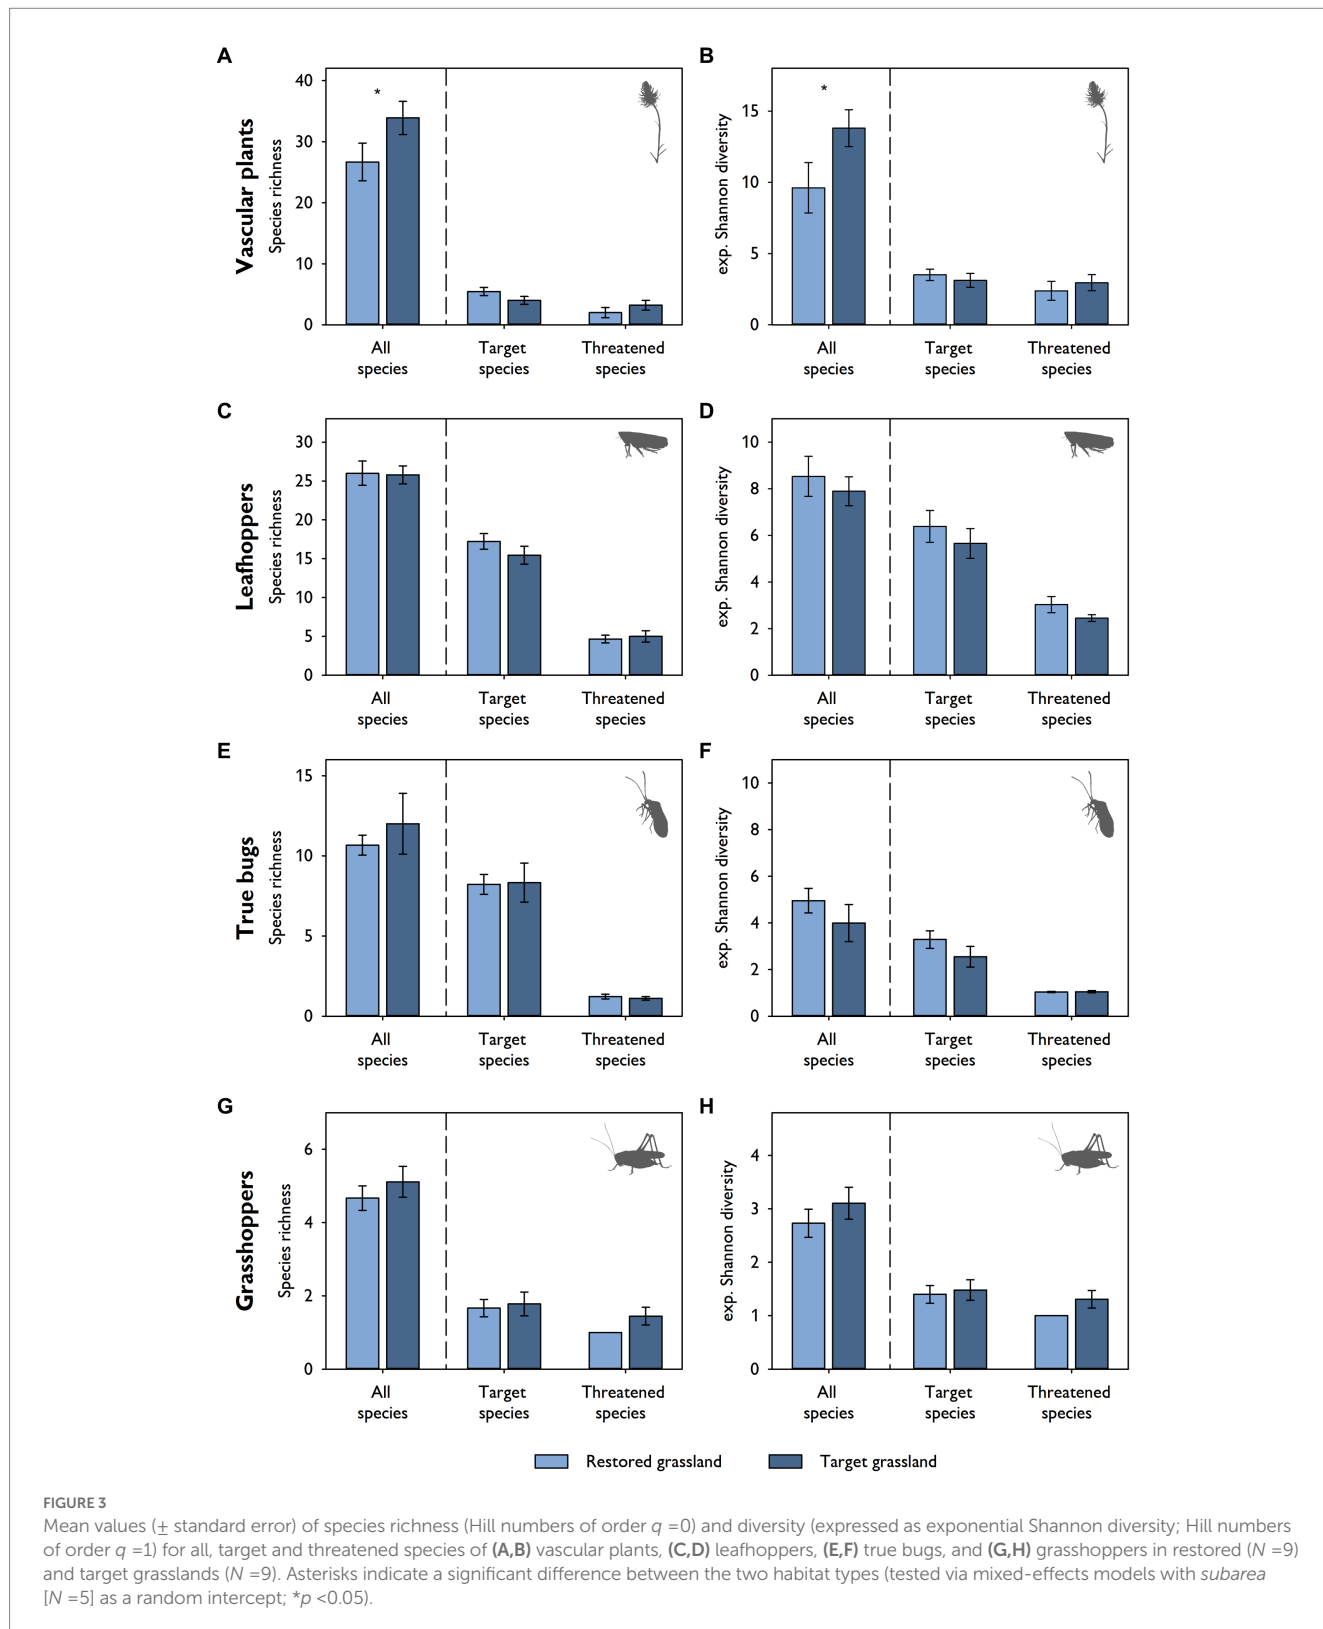 A
B
Vascular plants
Species richness
40
30
20
10
0
*
All species
Target species
Threatened species
exp. Shannon diversity
15
10
5
0
*
All species
Target species
Threatened species
C
D
Leafhoppers
Species richness
30
25
20
15
10
5
0
All species
Target species
Threatened species
exp. Shannon diversity
10
8
6
4
2
0
All species
Target species
Threatened species
E
F
True bugs
Species richness
15
10
5
0
All species
Target species
Threatened species
exp. Shannon diversity
10
8
6
4
2
0
All species
Target species
Threatened species
G
H
Grasshoppers
Species richness
6
4
2
0
All species
Target species
Threatened species
exp. Shannon diversity
4
3
2
1
0
All species
Target species
Threatened species
Restored grassland
Target grassland
FIGURE 3
Mean values (± standard error) of species richness (Hill numbers of order q =0) and diversity (expressed as exponential Shannon diversity; Hill numbers
of order q =1) for all, target and threatened species of (A,B) vascular plants, (C,D) leafhoppers, (E,F) true bugs, and (G,H) grasshoppers in restored (N =9)
and target grasslands (N =9). Asterisks indicate a significant difference between the two habitat types (tested via mixed-effects models with subarea
[N =5] as a random intercept; *p <0.05).